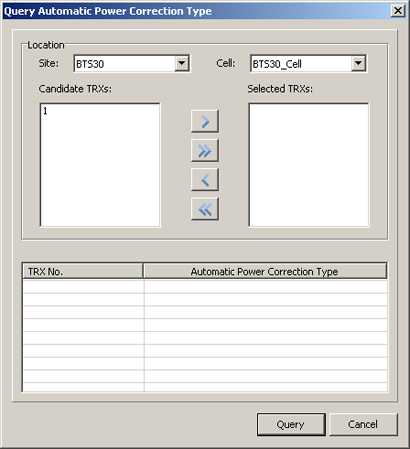 Query Automatic Power Correction Type
Location
Site: BTS30 Cell: BTS30_Cell
Candidate TRXs: Selected TRXs:
1
TRX No. Automatic Power Correction Type
Query Cancel